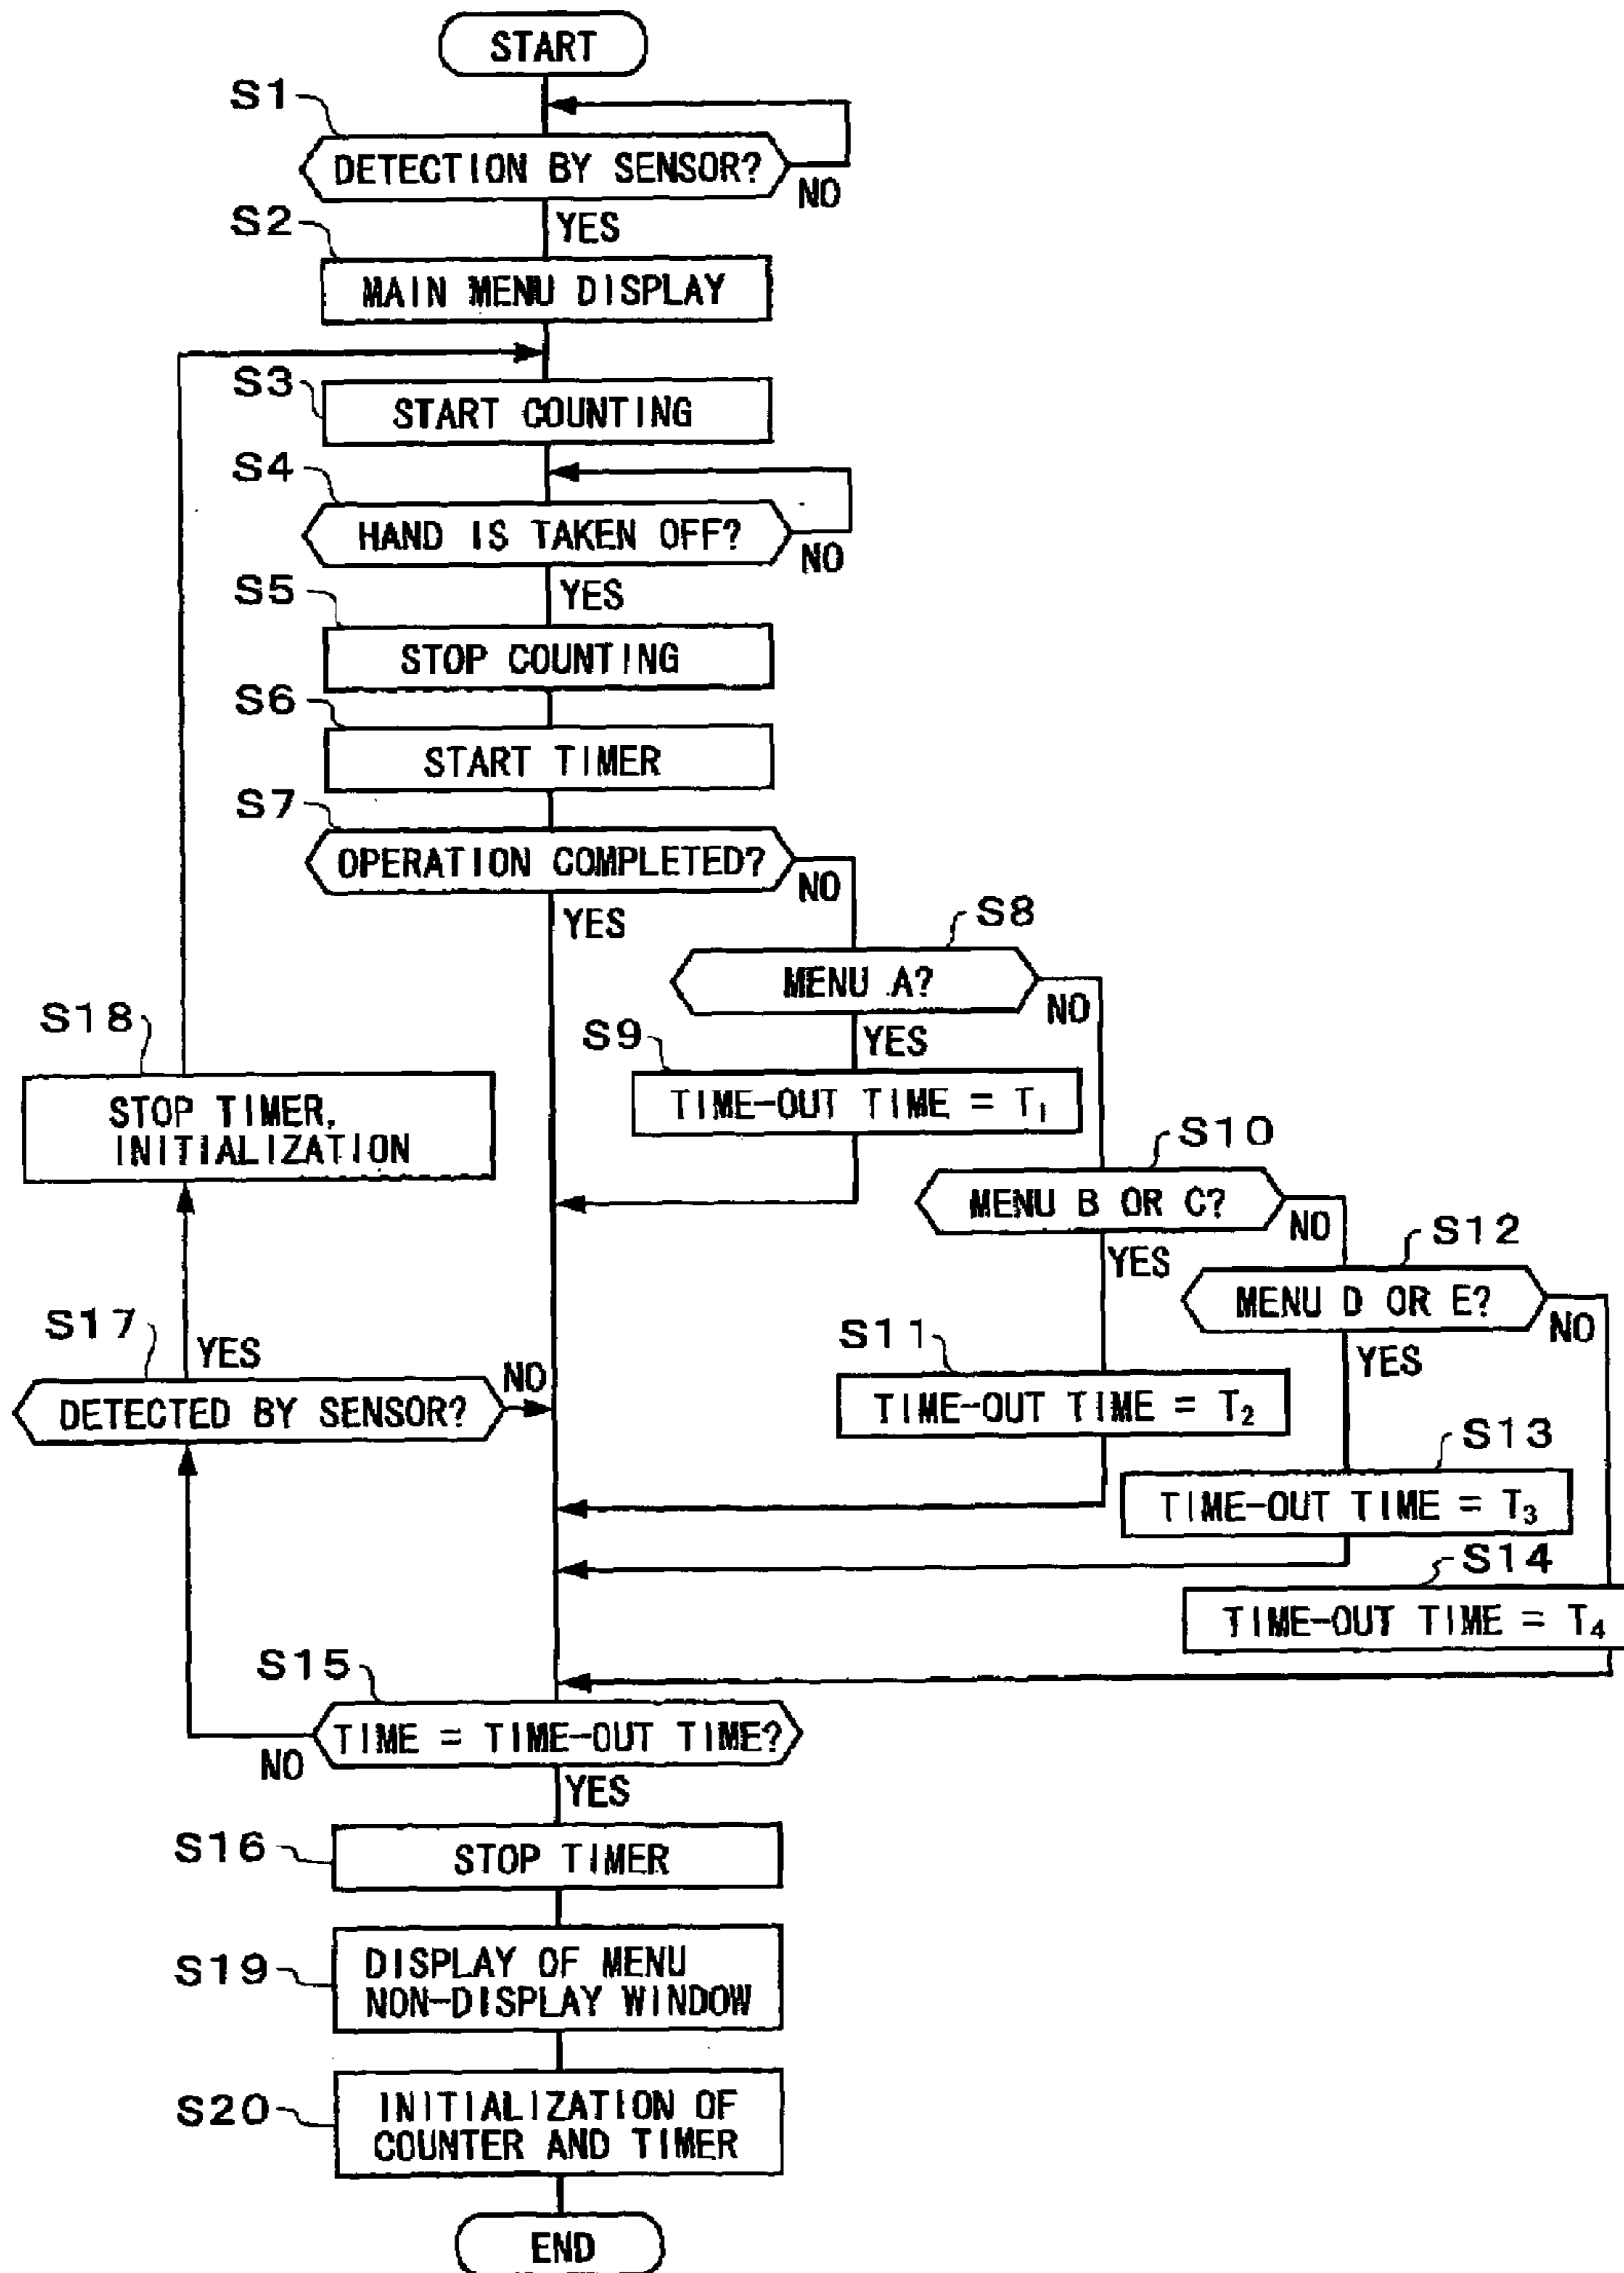 START
S1
DETECTION BY SENSOR?
NO
YES
S2
MAIN MENU DISPLAY
S3
START COUNTING
S4
HAND IS TAKEN OFF?
NO
YES
S5
STOP COUNTING
S6
START TIMER
S7
OPERATION COMPLETED?
NO
YES
S8
MENU A?
NO
YES
S9
TIME-OUT TIME = T₁
S18
STOP TIMER,
INITIALIZATION
S10
MENU B OR C?
NO
YES
S12
MENU D OR E?
NO
YES
S17
YES
DETECTED BY SENSOR?
NO
S11
TIME-OUT TIME = T₂
S13
TIME-OUT TIME = T₃
S14
TIME-OUT TIME = T₄
S15
TIME = TIME-OUT TIME?
NO
YES
S16
STOP TIMER
S19
DISPLAY OF MENU
NON-DISPLAY WINDOW
S20
INITIALIZATION OF
COUNTER AND TIMER
END